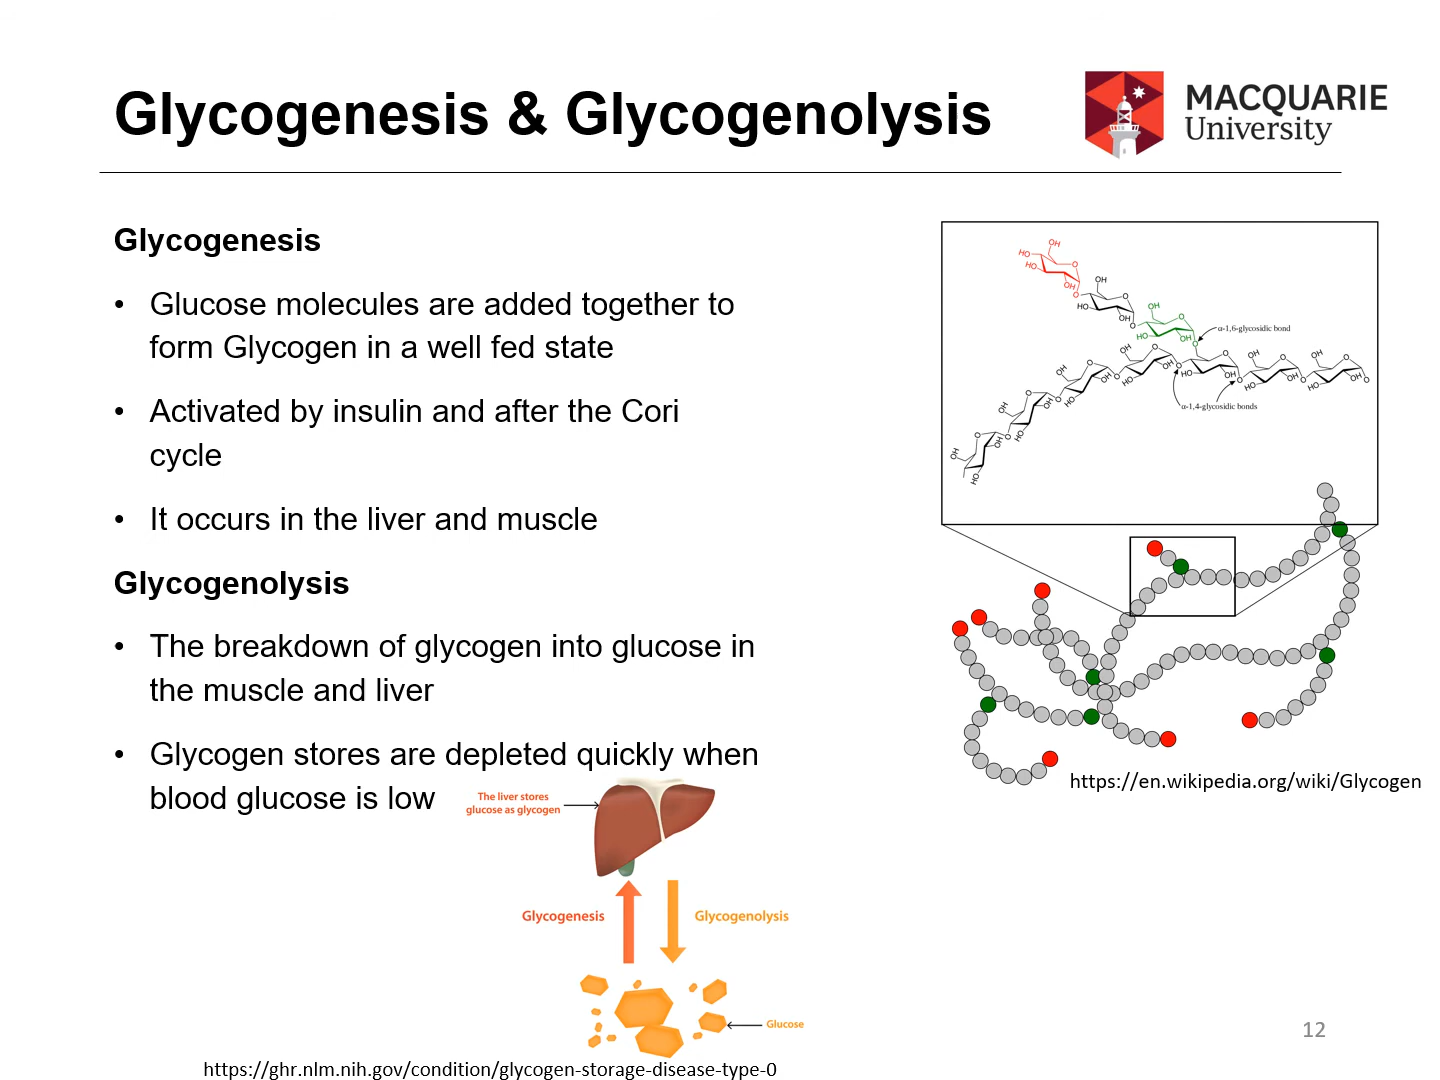 Glycogenesis & Glycogenolysis
MACQUARIE
University
Glycogenesis
• Glucose molecules are added together to
form Glycogen in a well fed state
• Activated by insulin and after the Cori
cycle
• It occurs in the liver and muscle
Glycogenolysis
• The breakdown of glycogen into glucose in
the muscle and liver
• Glycogen stores are depleted quickly when
blood glucose is low
The liver stores
glucose as glycogen
Glycogenesis
Glycogenolysis
Glucose
https://ghr.nlm.nih.gov/condition/glycogen-storage-disease-type-0
α-1,6-glycosidic bond
α-1,4-glycosidic bonds
https://en.wikipedia.org/wiki/Glycogen
12